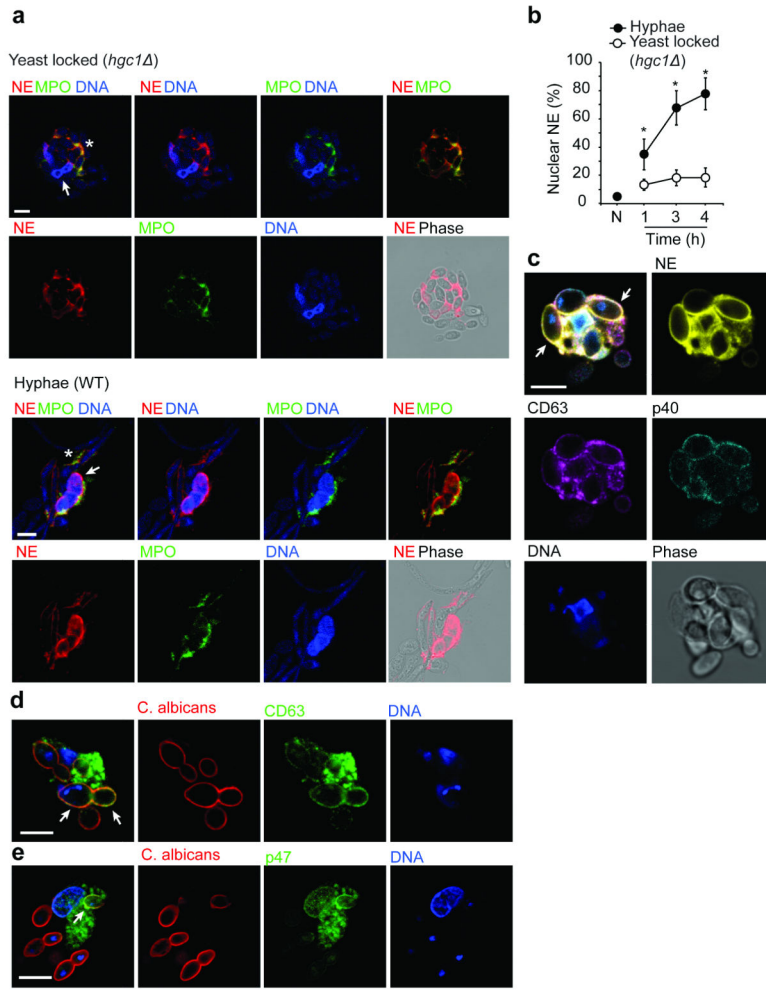 a
Yeast locked (hgc1Δ)
NE MPO DNA
NE DNA
MPO DNA
NE MPO
*
NE
MPO
DNA
NE Phase
Hyphae (WT)
NE MPO DNA
NE DNA
MPO DNA
NE MPO
*
NE
MPO
DNA
NE Phase
b
Hyphae
Yeast locked
(hgc1Δ)
Nuclear NE (%)
100
80
60
40
20
0
* * *
N 1 3 4
Time (h)
c
NE
CD63
p40
DNA
Phase
d
C. albicans
CD63
DNA
e
C. albicans
p47
DNA